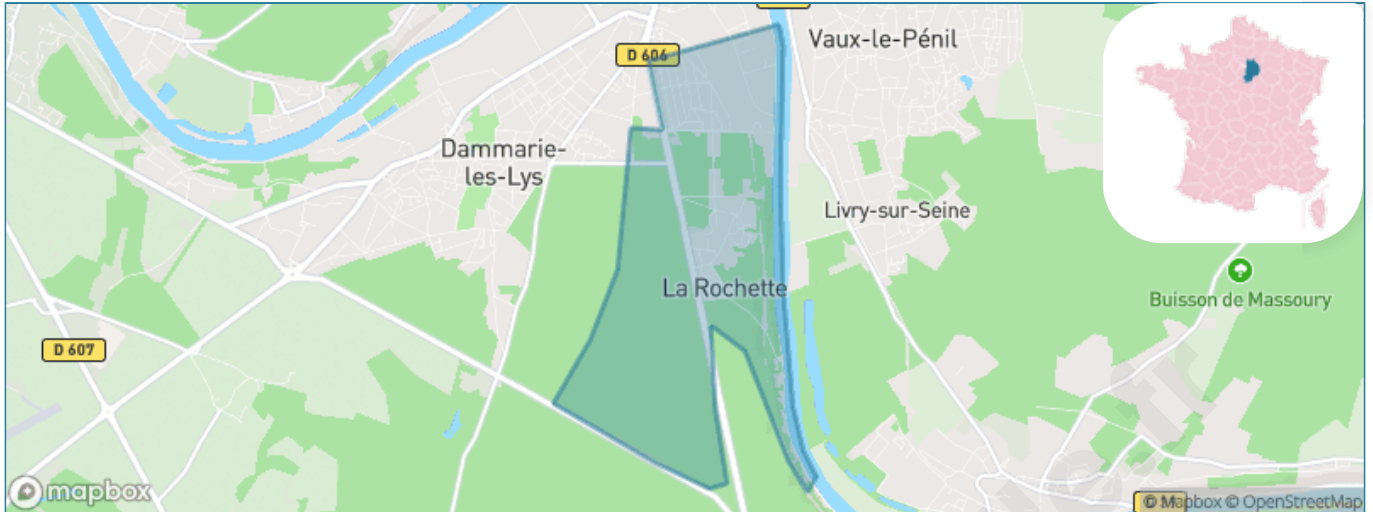 D 606
Vaux-le-Pénil
Dammarie-
les-Lys
Livry-sur-Seine
La Rochette
Buisson de Massoury
D 607
mapbox
© Mapbox © OpenStreetMap